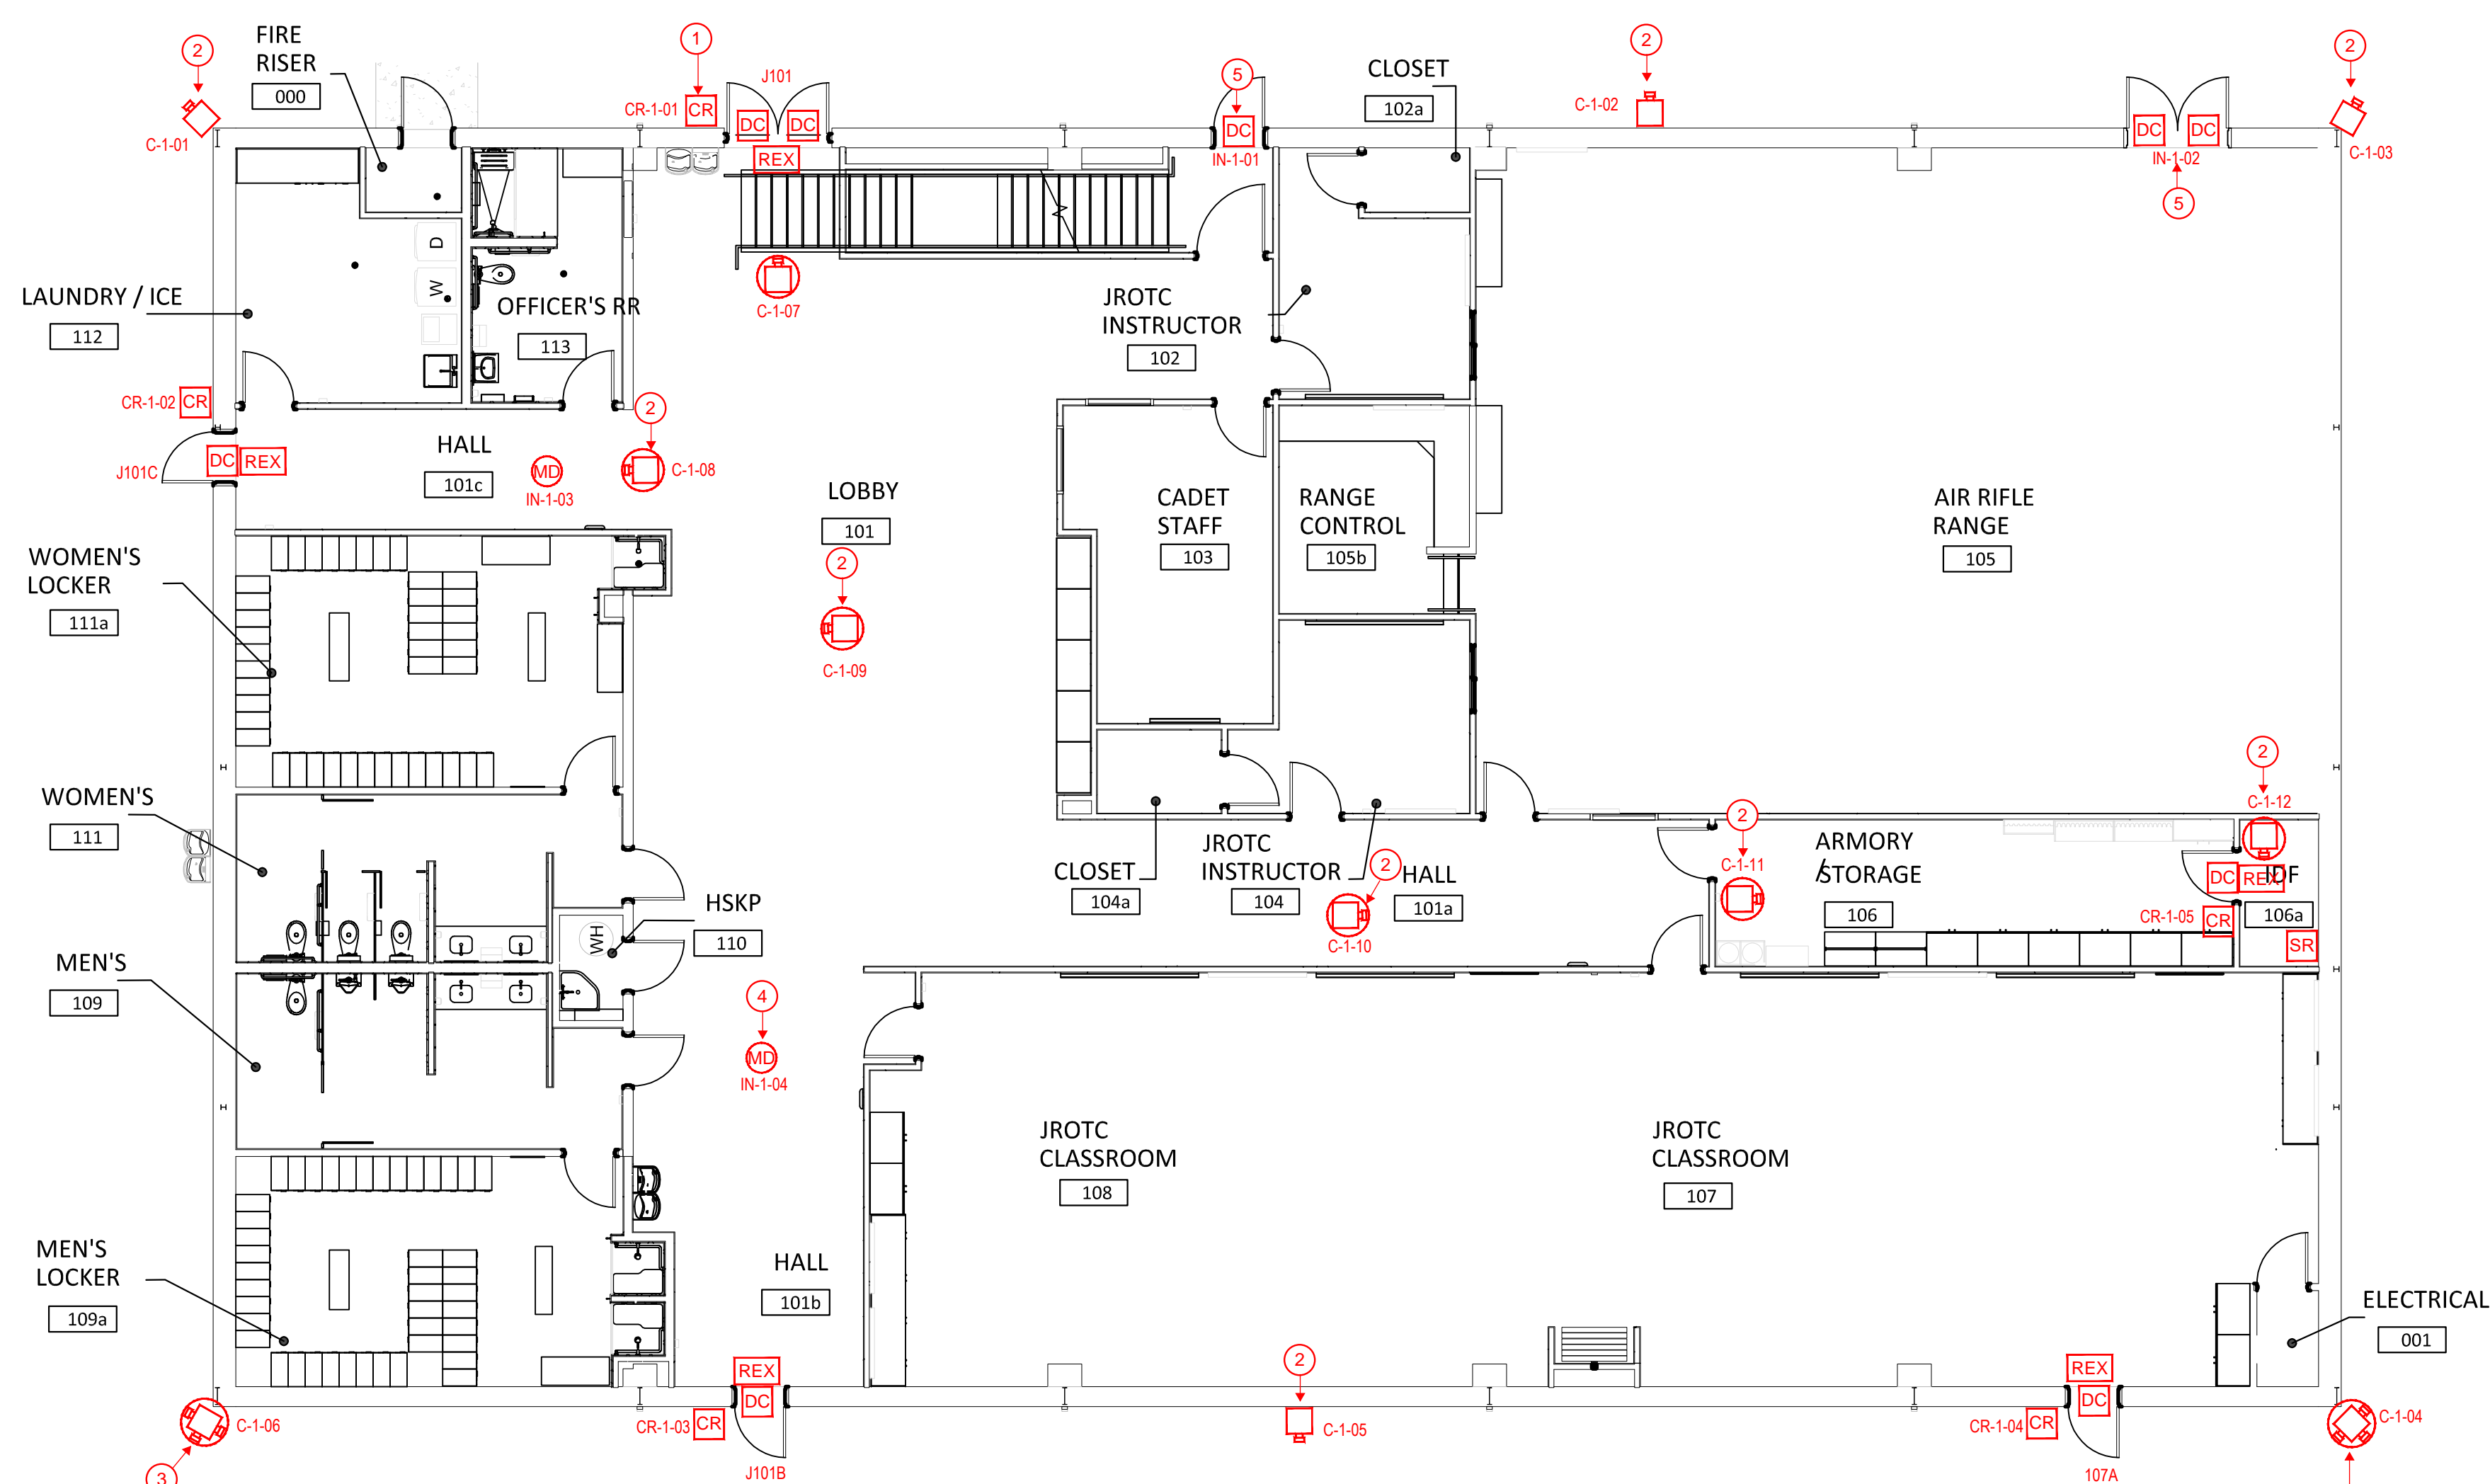 FIRE
RISER
000
2
C-1-01
1
CR-1-01
CR
J101
DC
DC
REX
5
DC
IN-1-01
CLOSET
102a
2
C-1-02
DC
DC
IN-1-02
5
2
C-1-03
LAUNDRY / ICE
112
D
W
OFFICER'S RR
113
C-1-07
JROTC
INSTRUCTOR
102
CR-1-02
CR
J101C
DC
REX
HALL
101c
MD
IN-1-03
2
C-1-08
LOBBY
101
2
C-1-09
CADET
STAFF
103
RANGE
CONTROL
105b
AIR RIFLE
RANGE
105
WOMEN'S
LOCKER
111a
WOMEN'S
111
MEN'S
109
HSKP
110
WH
CLOSET
104a
JROTC
INSTRUCTOR
104
2
C-1-10
HALL
101a
2
C-1-11
ARMORY
/STORAGE
106
2
C-1-12
DC
REX
IDF
106a
CR-1-05
CR
SR
4
MD
IN-1-04
JROTC
CLASSROOM
108
JROTC
CLASSROOM
107
MEN'S
LOCKER
109a
HALL
101b
ELECTRICAL
001
C-1-06
3
REX
DC
CR-1-03
CR
J101B
2
C-1-05
REX
DC
CR-1-04
CR
107A
C-1-04